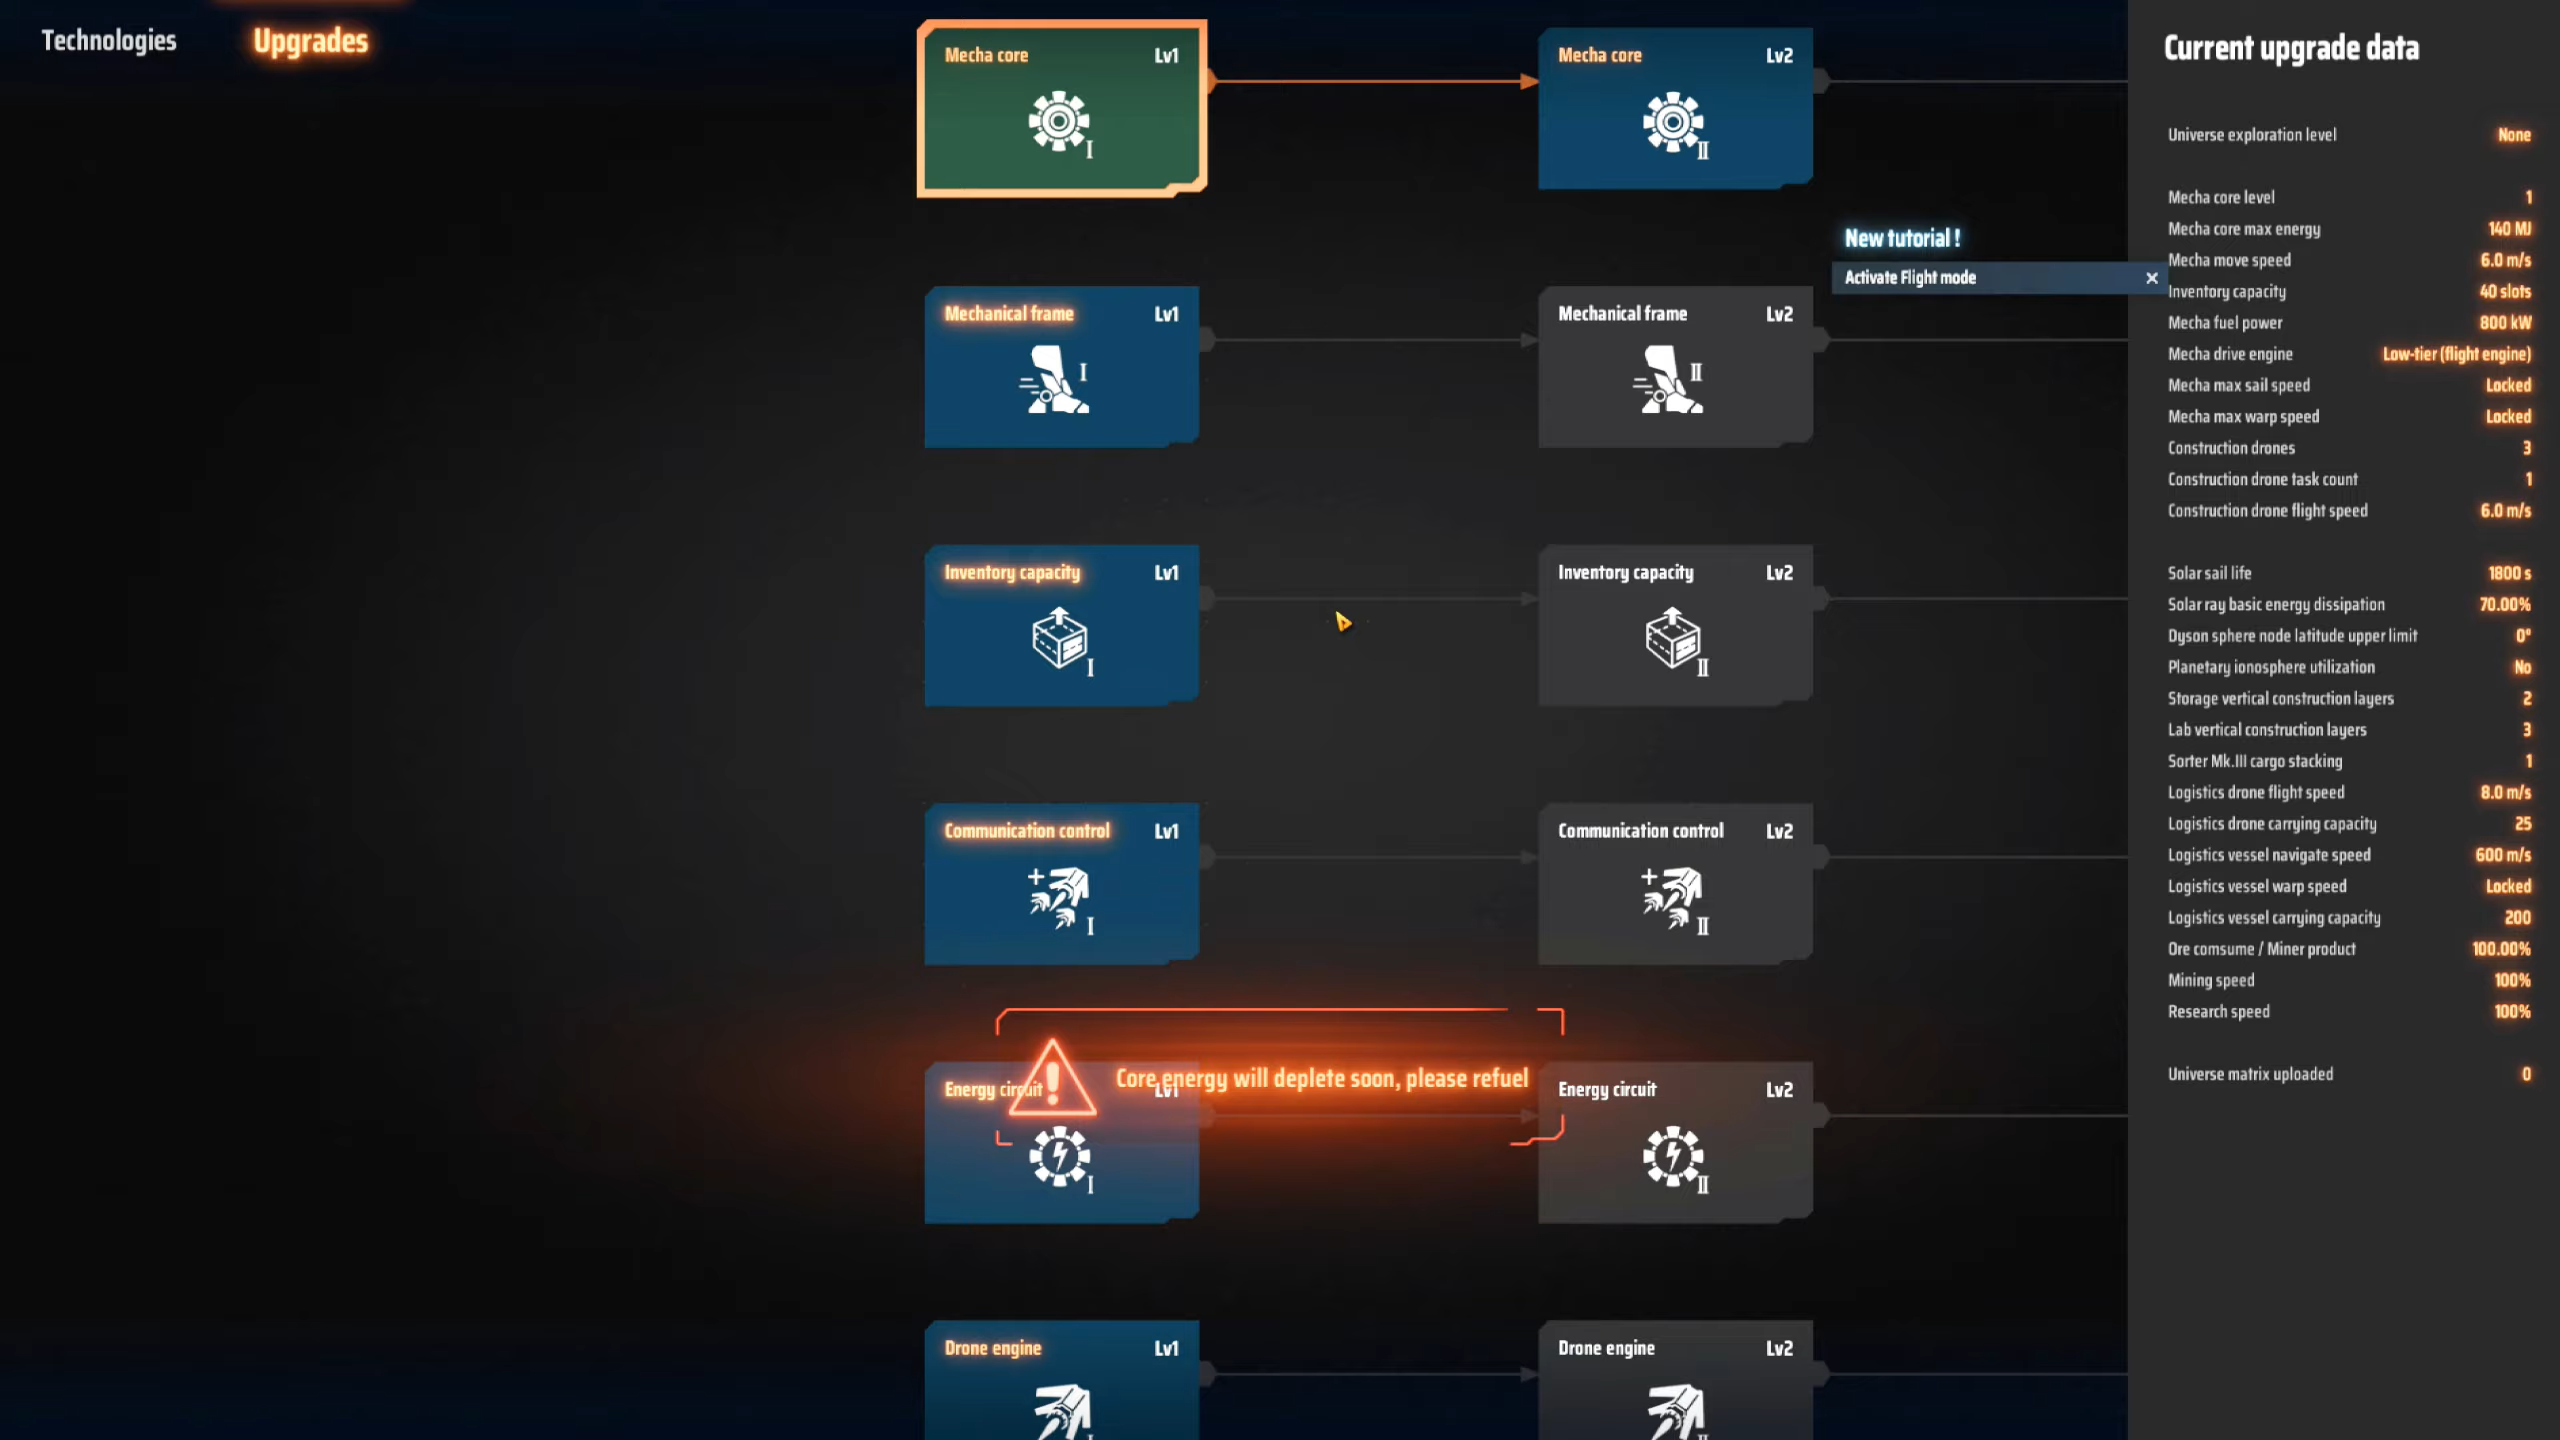 Technologies
Upgrades
Mecha core Lv1
I
Mecha core Lv2
II
Mechanical frame Lv1
I
Mechanical frame Lv2
II
Inventory capacity Lv1
I
Inventory capacity Lv2
II
Communication control Lv1
I
Communication control Lv2
II
Energy circuit Lv1
I
Energy circuit Lv2
II
Drone engine Lv1
I
Drone engine Lv2
II
Core energy will deplete soon, please refuel
New tutorial !
Activate Flight mode
Current upgrade data
Universe exploration level None
Mecha core level 1
Mecha core max energy 140 MJ
Mecha move speed 6.0 m/s
Inventory capacity 40 slots
Mecha fuel power 800 kW
Mecha drive engine Low-tier (flight engine)
Mecha max sail speed Locked
Mecha max warp speed Locked
Construction drones 3
Construction drone task count 1
Construction drone flight speed 6.0 m/s
Solar sail life 1800 s
Solar ray basic energy dissipation 70.00%
Dyson sphere node latitude upper limit 0°
Planetary ionosphere utilization No
Storage vertical construction layers 2
Lab vertical construction layers 3
Sorter Mk.III cargo stacking 1
Logistics drone flight speed 8.0 m/s
Logistics drone carrying capacity 25
Logistics vessel navigate speed 600 m/s
Logistics vessel warp speed Locked
Logistics vessel carrying capacity 200
Ore comsume / Miner product 100.00%
Mining speed 100%
Research speed 100%
Universe matrix uploaded 0